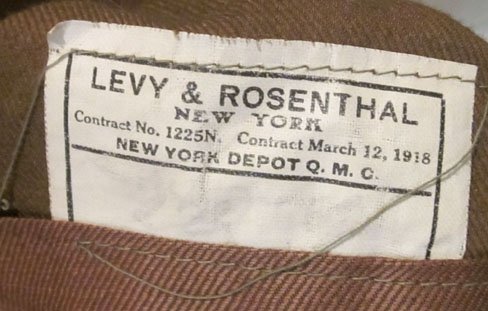 LEVY & ROSENTHAL
NEW YORK
Contract No. 1225N. Contract March 12, 1918
NEW YORK DEPOT Q. M. C.